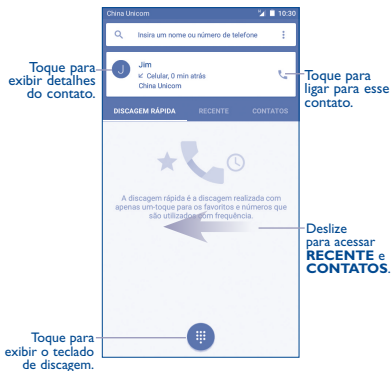 China Unicom 10:30
Insira um nome ou número de telefone
Toque para
exibir detalhes
do contato.
J
Jim
Celular, 0 min atrás
China Unicom
Toque para
ligar para esse
contato.
DISCAGEM RÁPIDA RECENTE CONTATOS
A discagem rápida é a discagem realizada com
apenas um-toque para os favoritos e números que
são utilizados com frequência.
Deslize
para acessar
RECENTE e
CONTATOS.
Toque para
exibir o teclado
de discagem.